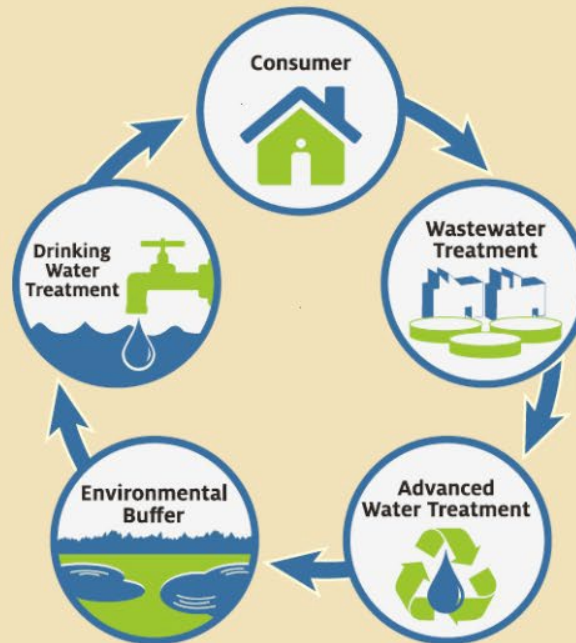 Consumer
Wastewater
Treatment
Advanced
Water Treatment
Environmental
Buffer
Drinking
Water
Treatment